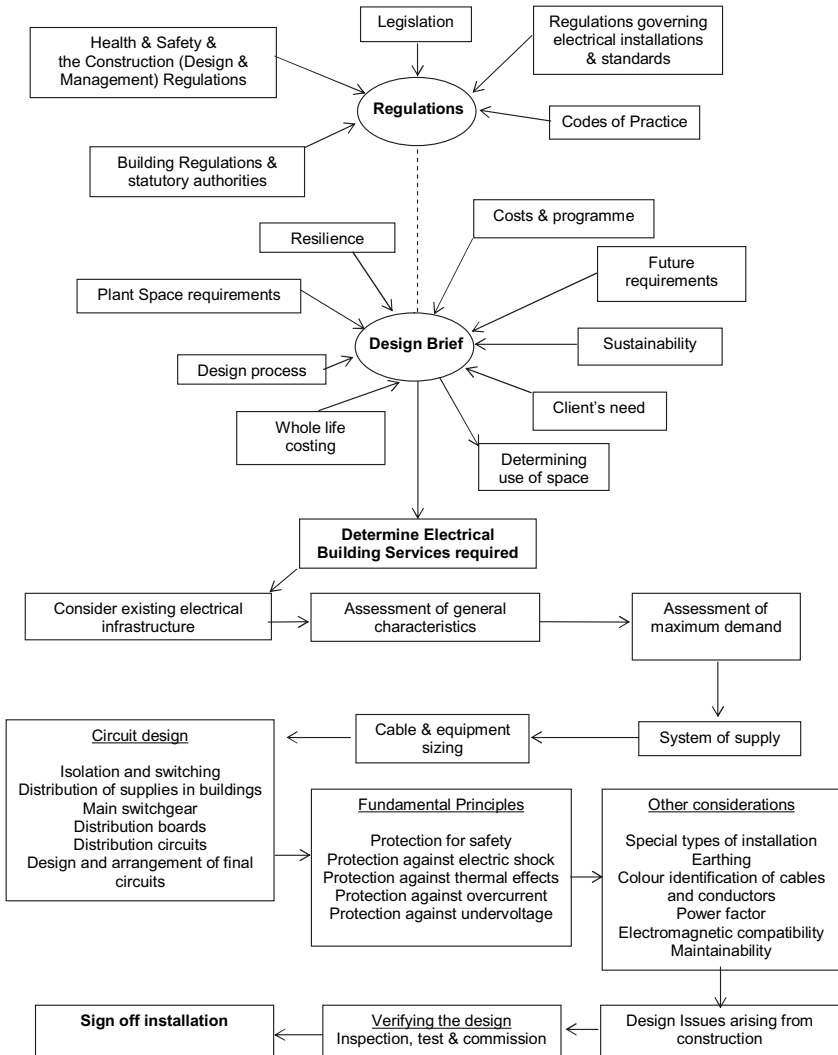 Legislation
Health & Safety &
the Construction (Design &
Management) Regulations
Regulations governing
electrical installations
& standards
Regulations
Codes of Practice
Building Regulations &
statutory authorities
Costs & programme
Resilience
Future
requirements
Plant Space requirements
Design Brief
Sustainability
Design process
Client's need
Whole life
costing
Determining
use of space
Determine Electrical
Building Services required
Consider existing electrical
infrastructure
Assessment of general
characteristics
Assessment of
maximum demand
System of supply
Cable & equipment
sizing
Circuit design
Isolation and switching
Distribution of supplies in buildings
Main switchgear
Distribution boards
Distribution circuits
Design and arrangement of final
circuits
Fundamental Principles
Protection for safety
Protection against electric shock
Protection against thermal effects
Protection against overcurrent
Protection against undervoltage
Other considerations
Special types of installation
Earthing
Colour identification of cables
and conductors
Power factor
Electromagnetic compatibility
Maintainability
Design Issues arising from
construction
Verifying the design
Inspection, test & commission
Sign off installation